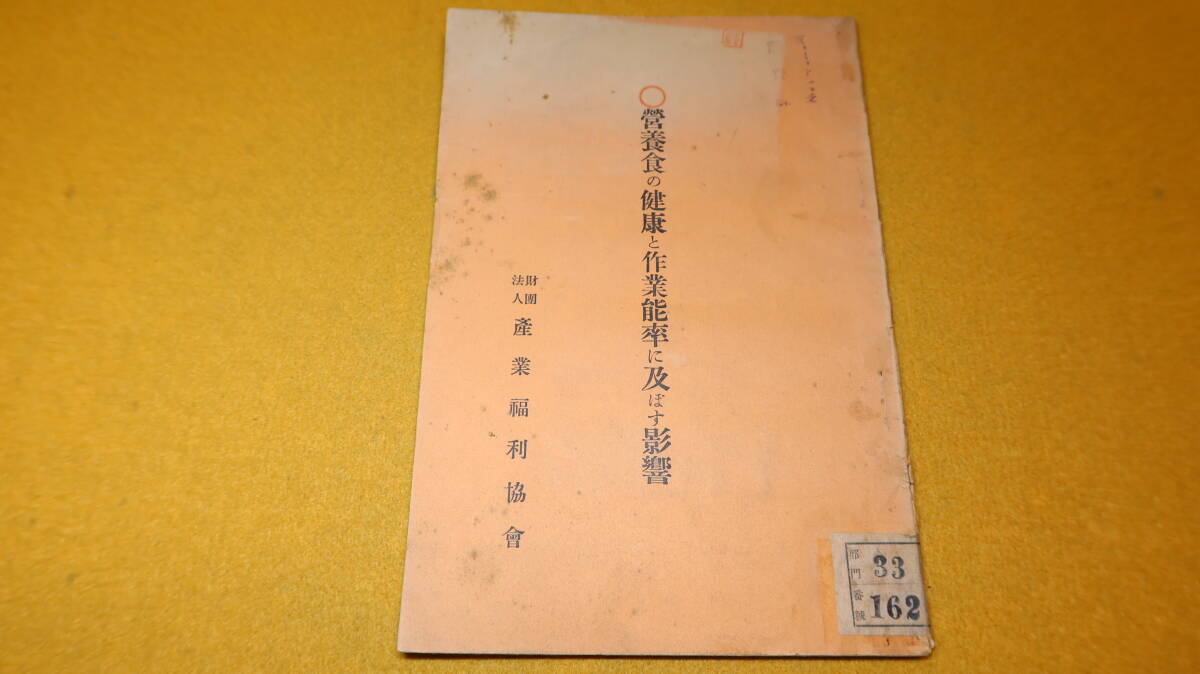 ○營養食の健康と作業能率に及ぼす影響
財團
法人
產業福利協會
部門 33
番號 162